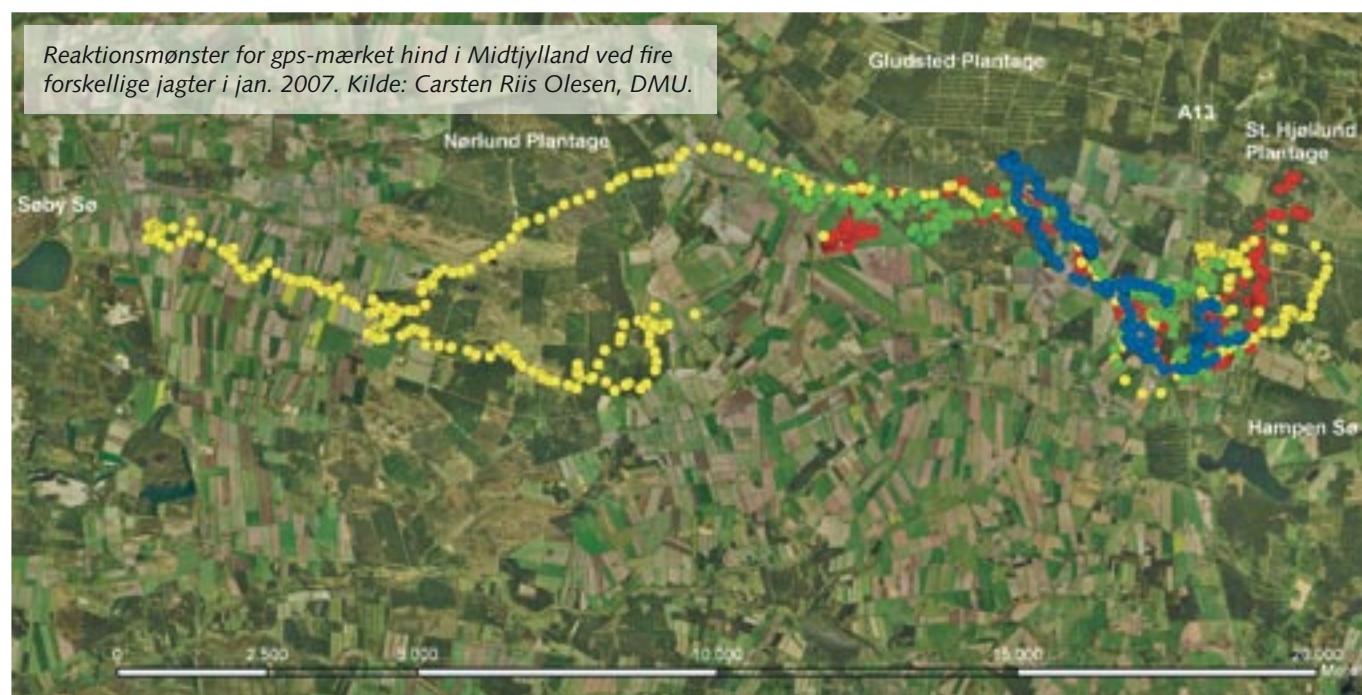 Reaktionsmønster for gps-mærket hind i Midtjylland ved fire
forskellige jagter i jan. 2007. Kilde: Carsten Riis Olesen, DMU.
Gludsted Plantage
A13
St. Hjøllund
Plantage
Nørlund Plantage
Søby Sø
Hampen Sø
0 2.500 5.000 10.000 15.000 20.000